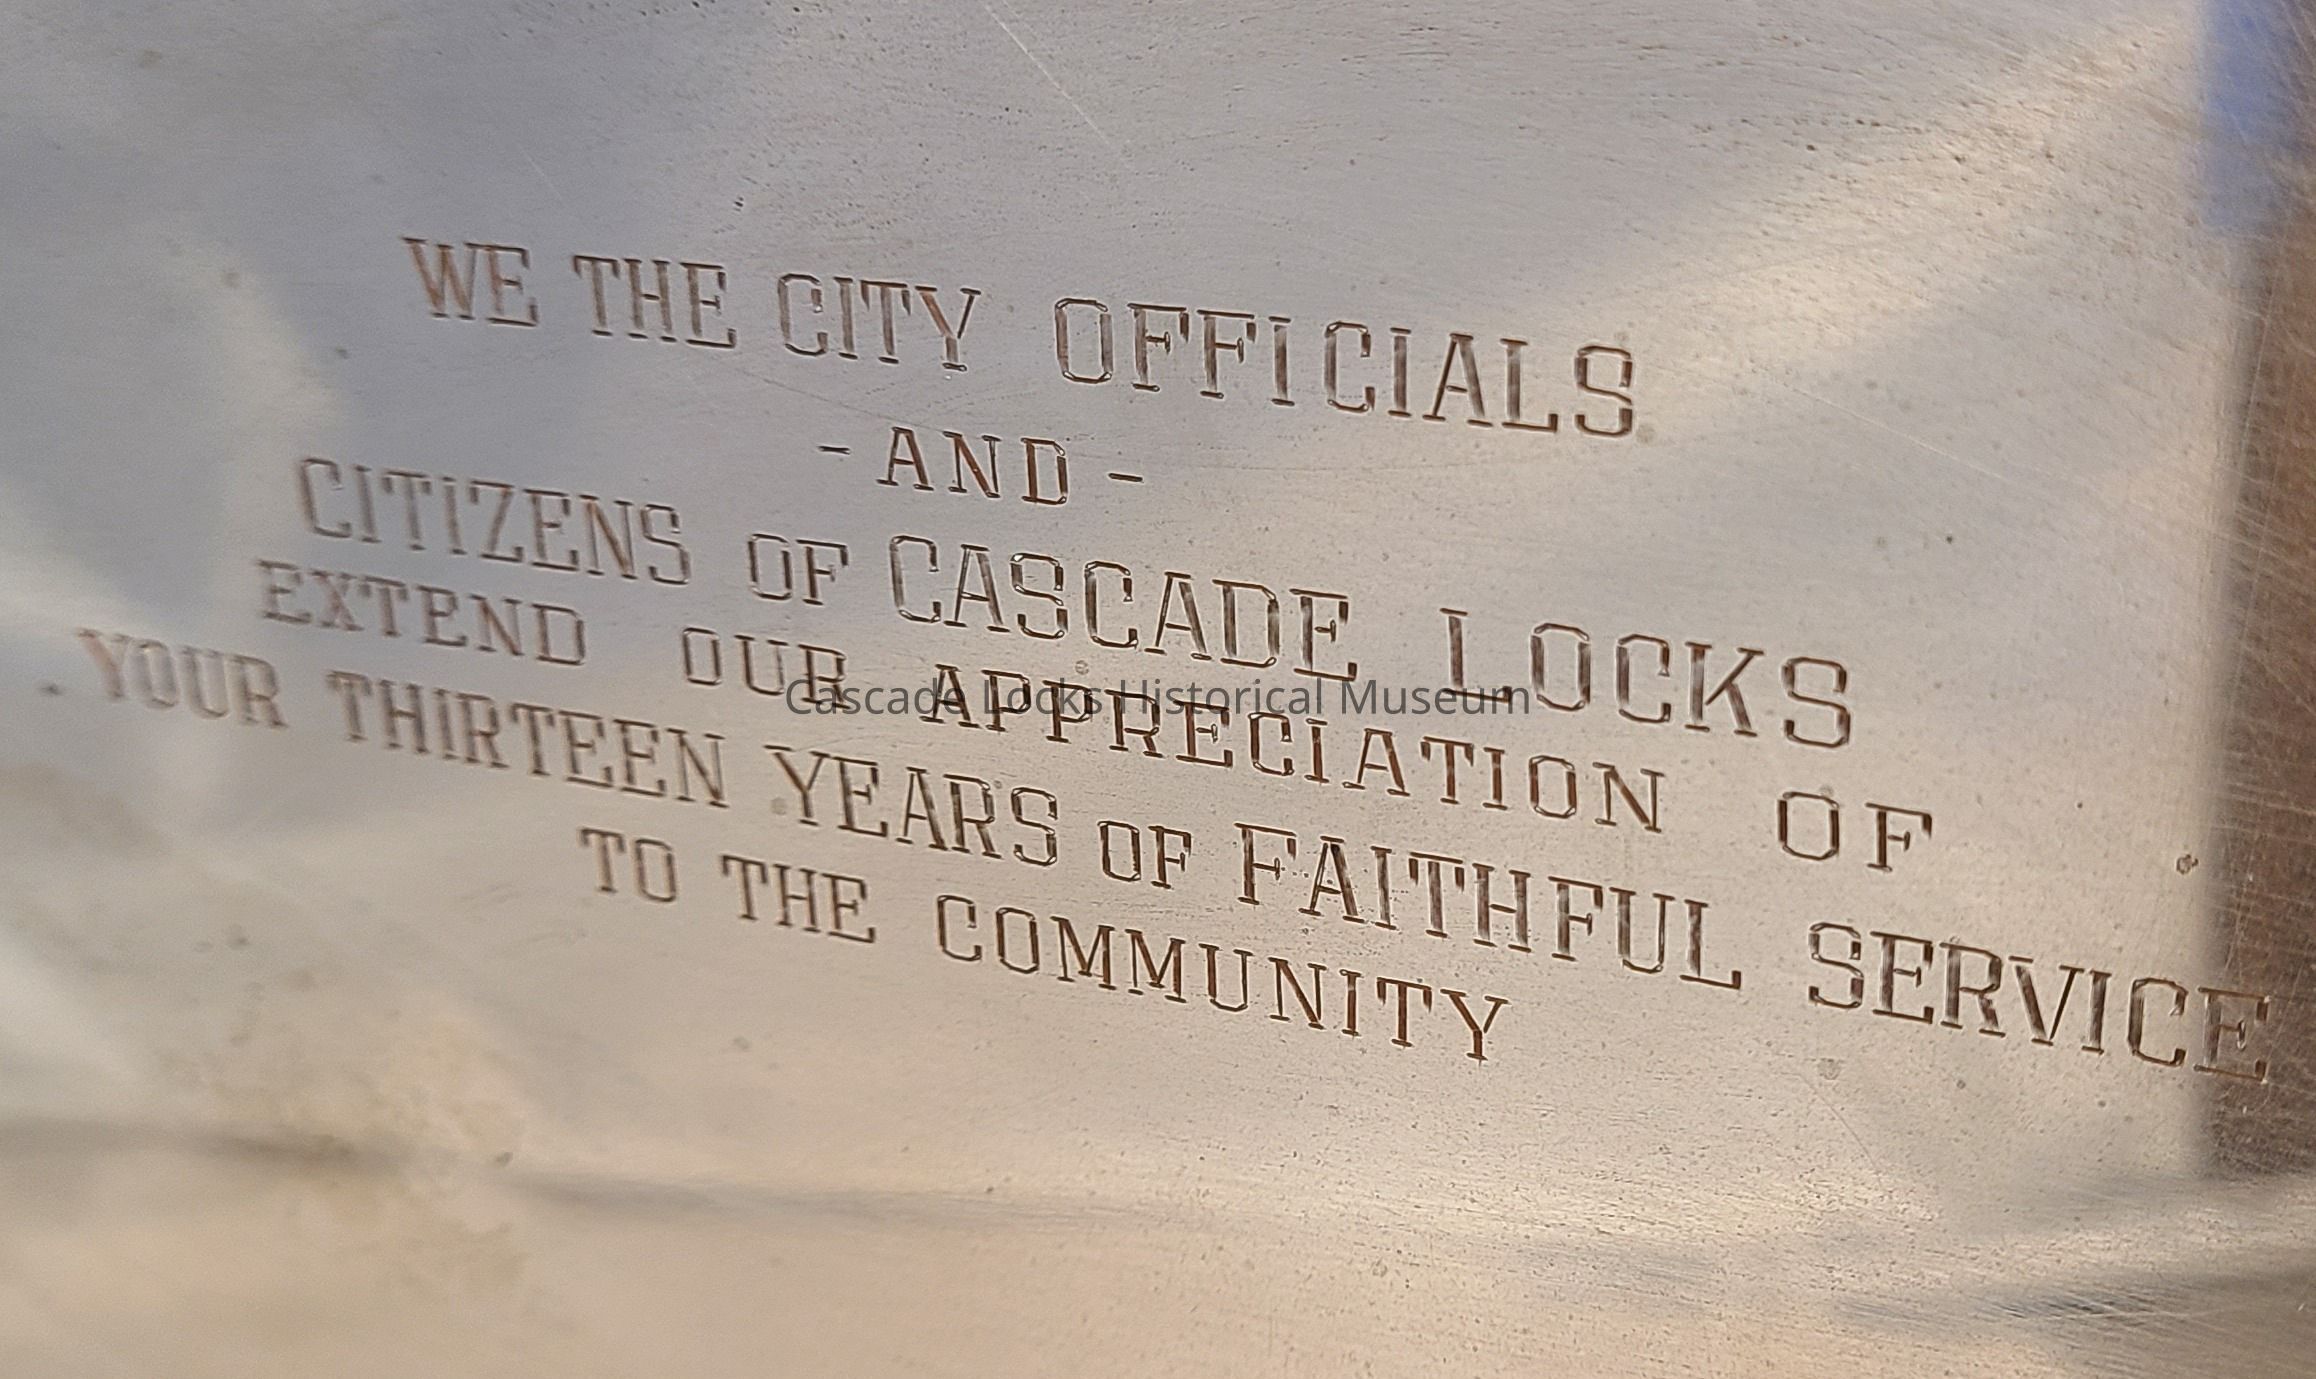 WE THE CITY OFFICIALS
- AND -
CITIZENS OF CASCADE LOCKS
EXTEND OUR APPRECIATION OF
YOUR THIRTEEN YEARS OF FAITHFUL SERVICE
TO THE COMMUNITY
Cascade Locks Historical Museum